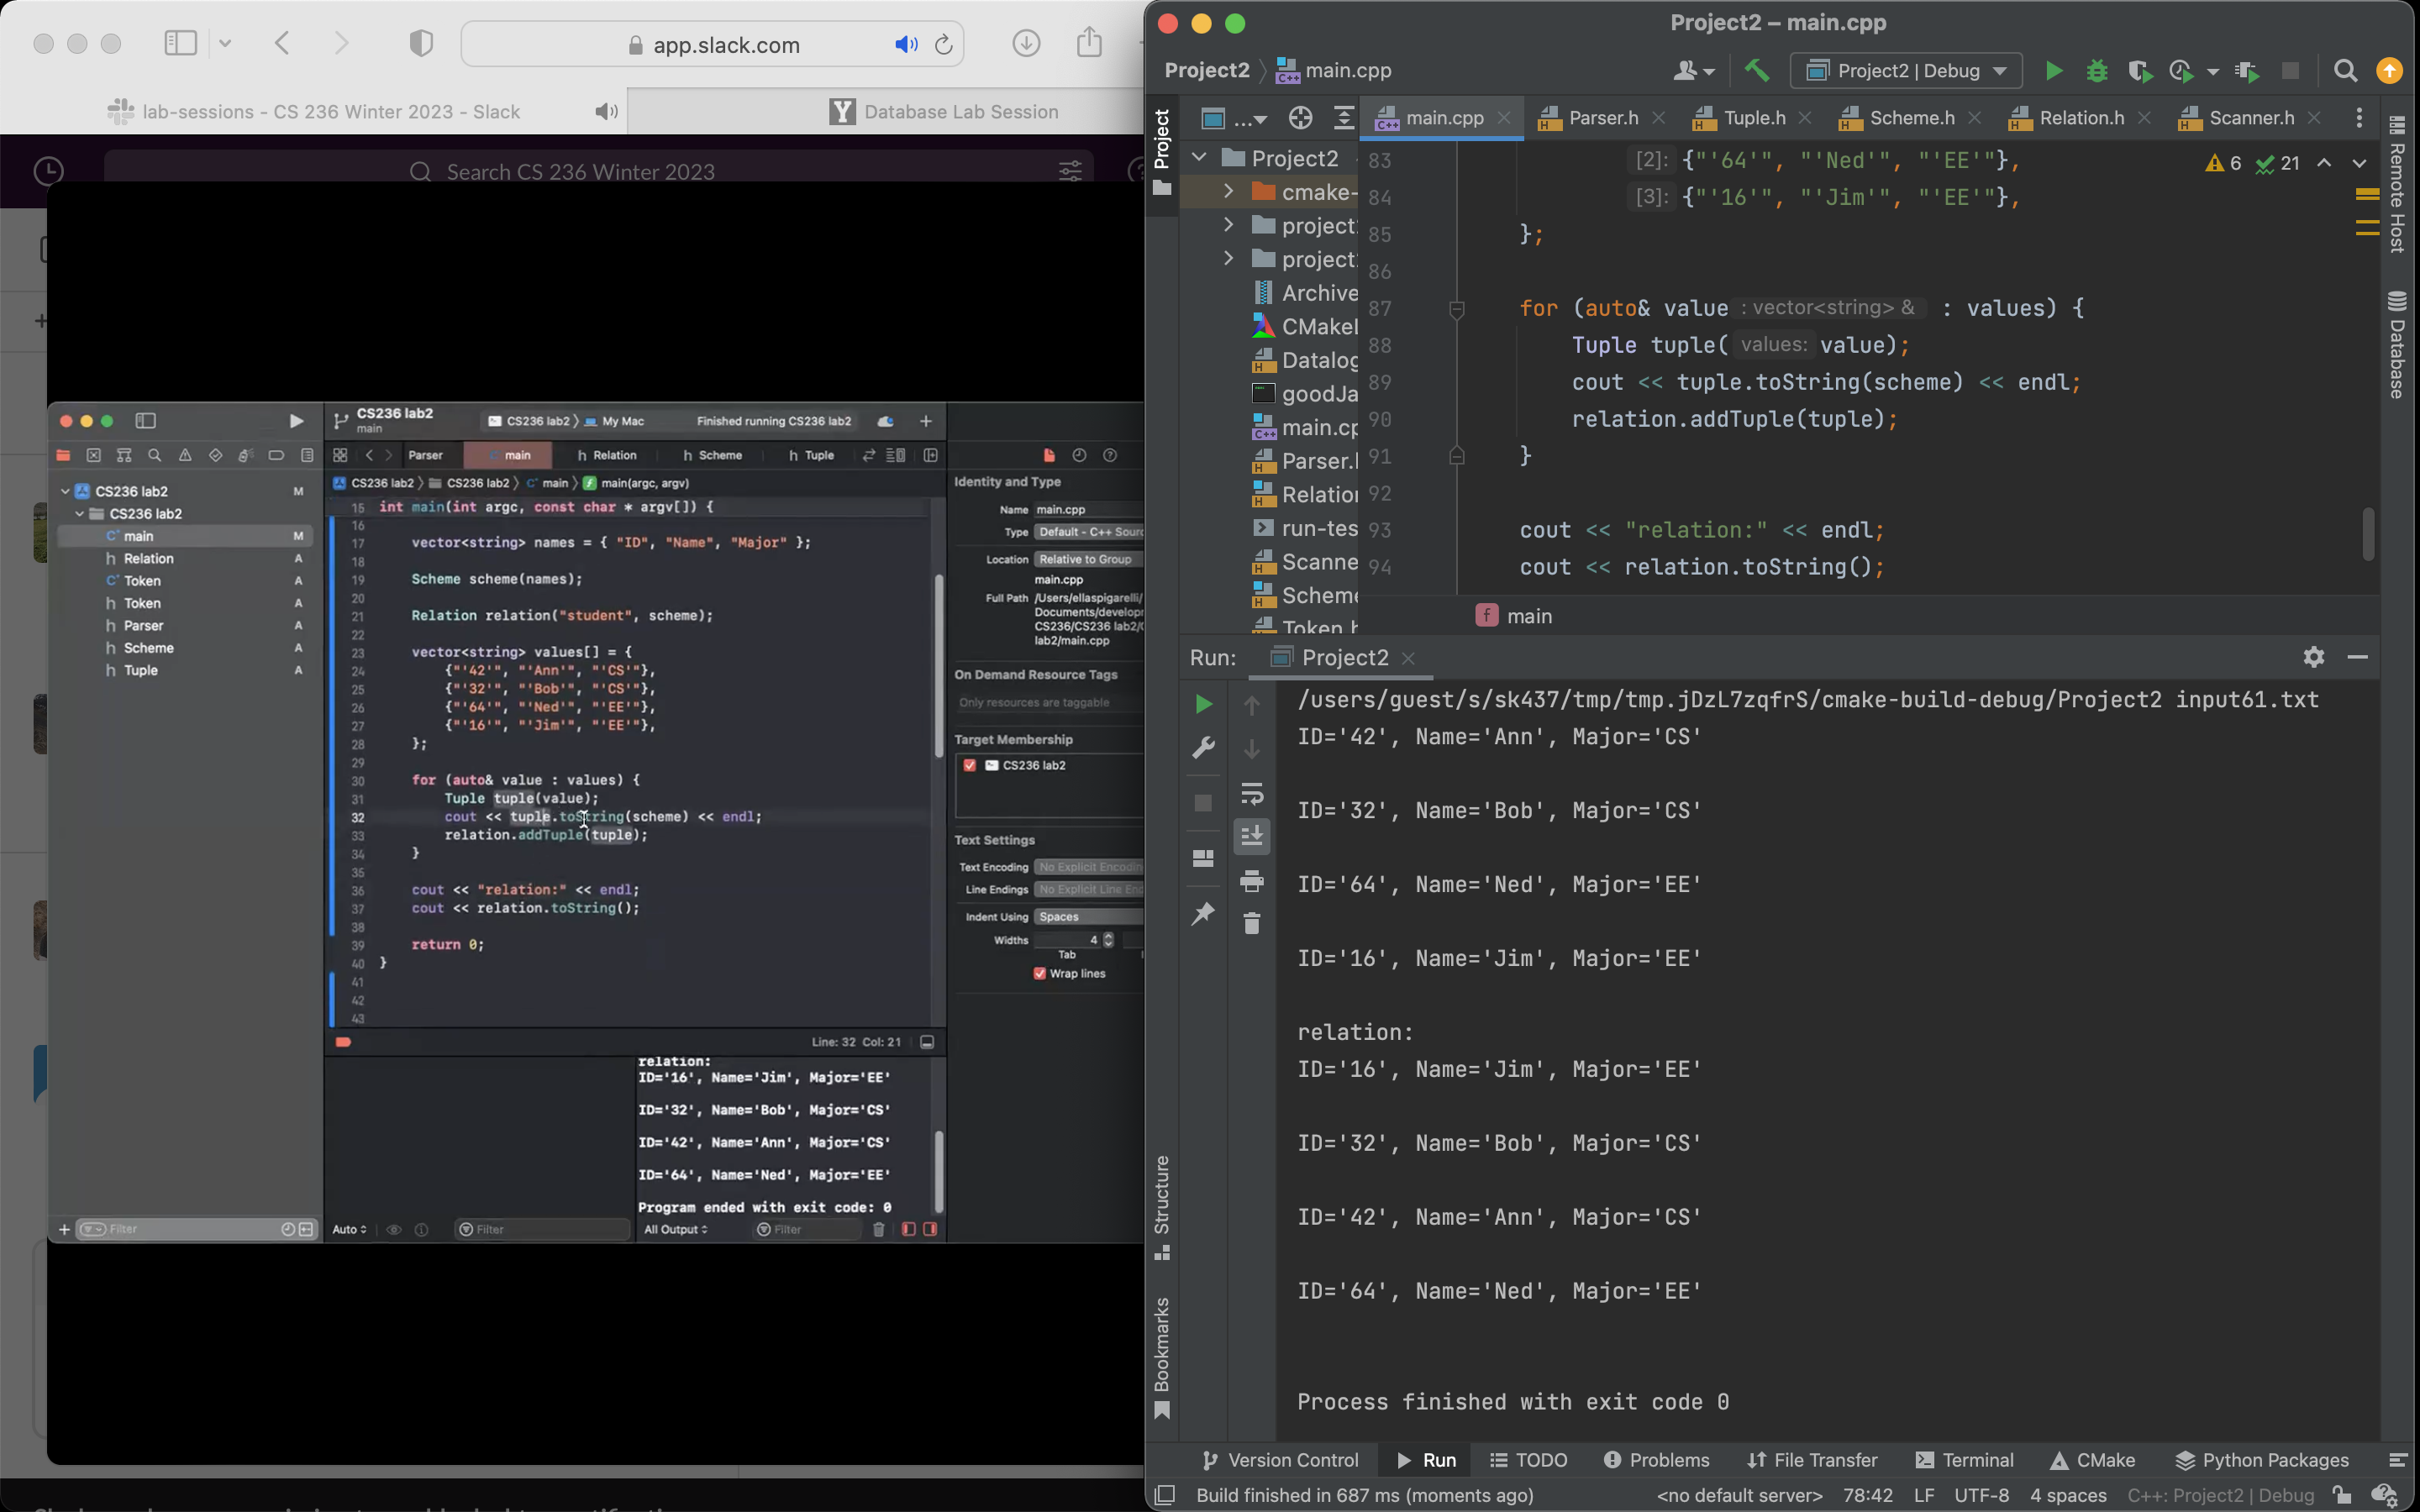 app.slack.com
lab-sessions - CS 236 Winter 2023 - Slack
Database Lab Session
Search CS 236 Winter 2023
CS236 lab2
main
CS236 lab2 〉 My Mac
Finished running CS236 lab2
Parser
main
Relation
Scheme
Tuple
CS236 lab2 〉 CS236 lab2 〉 main 〉 main(argc, argv)
CS236 lab2 M
CS236 lab2
main M
Relation A
Token A
Token A
Parser A
Scheme A
Tuple A
15 int main(int argc, const char * argv[]) {
16
17 vector<string> names = { "ID", "Name", "Major" };
18
19 Scheme scheme(names);
20
21 Relation relation("student", scheme);
22
23 vector<string> values[] = {
24 {"'42'", "'Ann'", "'CS'"},
25 {"'32'", "'Bob'", "'CS'"},
26 {"'64'", "'Ned'", "'EE'"},
27 {"'16'", "'Jim'", "'EE'"},
28 };
29
30 for (auto& value : values) {
31 Tuple tuple(value);
32 cout << tuple.toString(scheme) << endl;
33 relation.addTuple(tuple);
34 }
35
36 cout << "relation:" << endl;
37 cout << relation.toString();
38
39 return 0;
40 }
41
42
43
Line: 32 Col: 21
relation:
ID='16', Name='Jim', Major='EE'
ID='32', Name='Bob', Major='CS'
ID='42', Name='Ann', Major='CS'
ID='64', Name='Ned', Major='EE'
Program ended with exit code: 0
Filter
Auto
Filter
All Output
Filter
Identity and Type
Name main.cpp
Type Default - C++ Sourc
Location Relative to Group
main.cpp
Full Path /Users/ellaspigarelli/
Documents/developr
CS236/CS236 lab2/
lab2/main.cpp
On Demand Resource Tags
Only resources are taggable
Target Membership
CS236 lab2
Text Settings
Text Encoding No Explicit Encodin
Line Endings No Explicit Line En
Indent Using Spaces
Widths 4
Tab
Wrap lines
Project2 – main.cpp
Project2 〉 main.cpp
Project2 | Debug
Project
main.cpp
Parser.h
Tuple.h
Scheme.h
Relation.h
Scanner.h
Project2
cmake-
project
project
Archive
CMakeL
Datalog
goodJa
main.cp
Parser.
Relation
run-tes
Scanne
Scheme
Token.h
6 21
83 [2]: {"'64'", "'Ned'", "'EE'"},
84 [3]: {"'16'", "'Jim'", "'EE'"},
85 };
86
87 for (auto& value : vector<string> & : values) {
88 Tuple tuple( values: value);
89 cout << tuple.toString(scheme) << endl;
90 relation.addTuple(tuple);
91 }
92
93 cout << "relation:" << endl;
94 cout << relation.toString();
f main
Remote Host
Database
Run: Project2
/users/guest/s/sk437/tmp/tmp.jDzL7zqfrS/cmake-build-debug/Project2 input61.txt
ID='42', Name='Ann', Major='CS'
ID='32', Name='Bob', Major='CS'
ID='64', Name='Ned', Major='EE'
ID='16', Name='Jim', Major='EE'
relation:
ID='16', Name='Jim', Major='EE'
ID='32', Name='Bob', Major='CS'
ID='42', Name='Ann', Major='CS'
ID='64', Name='Ned', Major='EE'
Process finished with exit code 0
Structure
Bookmarks
Version Control
Run
TODO
Problems
File Transfer
Terminal
CMake
Python Packages
Build finished in 687 ms (moments ago)
<no default server> 78:42 LF UTF-8 4 spaces C++: Project2 | Debug